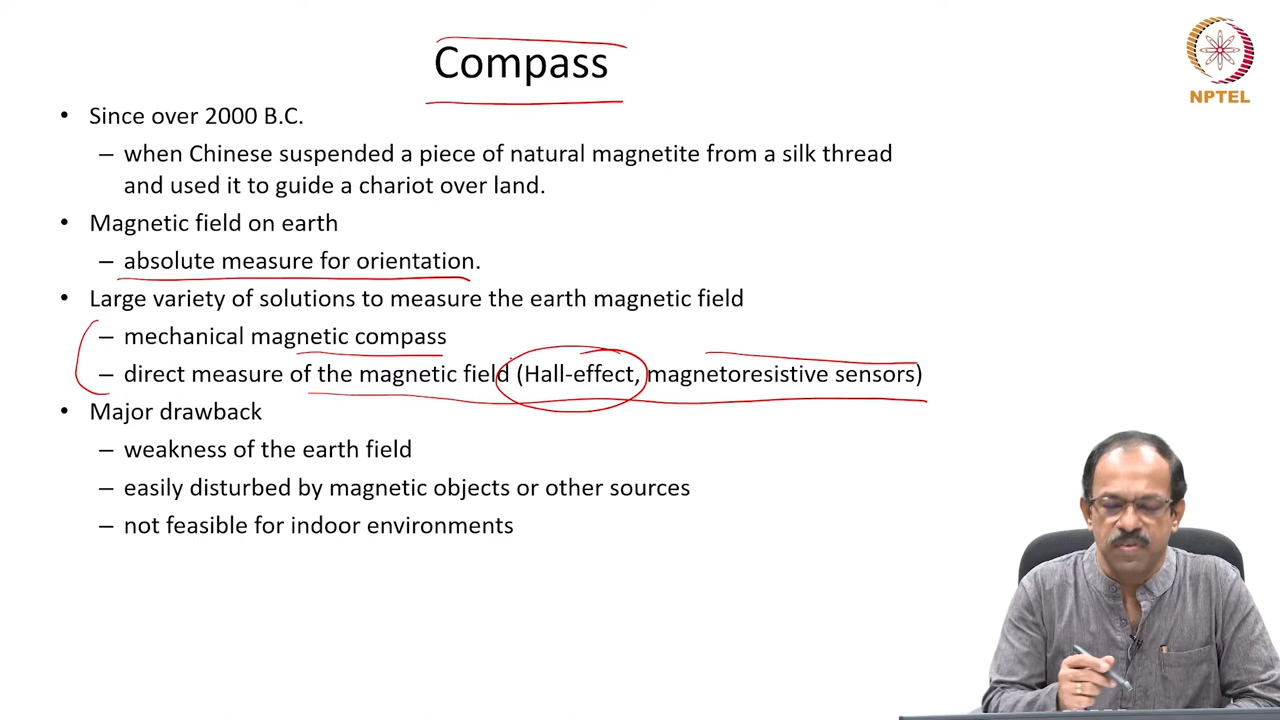 Compass
NPTEL
• Since over 2000 B.C.
– when Chinese suspended a piece of natural magnetite from a silk thread
and used it to guide a chariot over land.
• Magnetic field on earth
– absolute measure for orientation.
• Large variety of solutions to measure the earth magnetic field
– mechanical magnetic compass
– direct measure of the magnetic field (Hall-effect, magnetoresistive sensors)
• Major drawback
– weakness of the earth field
– easily disturbed by magnetic objects or other sources
– not feasible for indoor environments